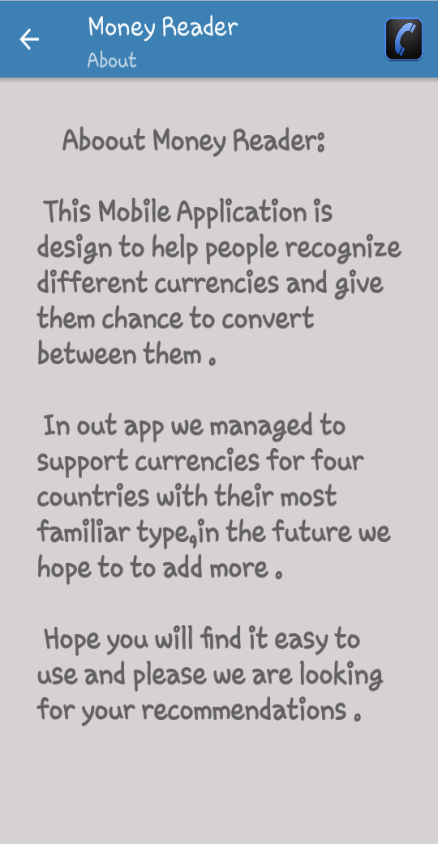 Money Reader
About
Aboout Money Reader:
This Mobile Application is
design to help people recognize
different currencies and give
them chance to convert
between them .
In out app we managed to
support currencies for four
countries with their most
familiar type,in the future we
hope to to add more .
Hope you will find it easy to
use and please we are looking
for your recommendations .